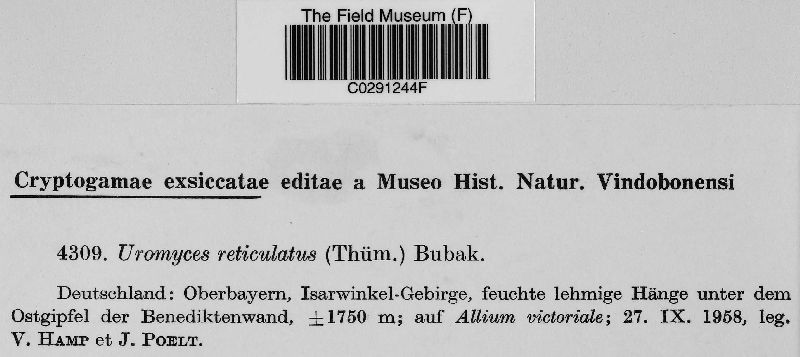 The Field Museum (F)
C0291244F
Cryptogamae exsiccatae editae a Museo Hist. Natur. Vindobonensi
4309. Uromyces reticulatus (Thüm.) Bubak.
Deutschland: Oberbayern, Isarwinkel-Gebirge, feuchte lehmige Hänge unter dem
Ostgipfel der Benediktenwand, ±1750 m; auf Allium victoriale; 27. IX. 1958, leg.
V. HAMP et J. POELT.